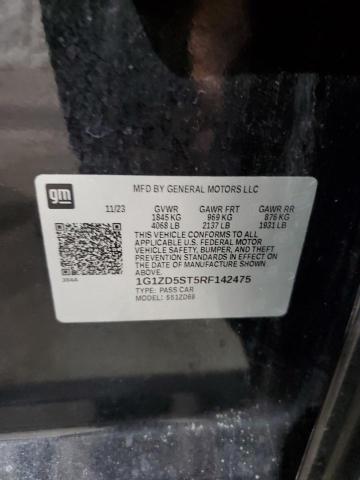 gm
MFD BY GENERAL MOTORS LLC
11/23 GVWR GAWR FRT GAWR RR
1845 KG 969 KG 876 KG
4068 LB 2137 LB 1931 LB
THIS VEHICLE CONFORMS TO ALL
APPLICABLE U.S. FEDERAL MOTOR
VEHICLE SAFETY, BUMPER, AND THEFT
PREVENTION STANDARDS IN EFFECT ON
THE DATE OF MANUFACTURE SHOWN ABOVE.
1G1ZD5ST5RF142475
TYPE: PASS CAR
MODEL: SS1ZD69